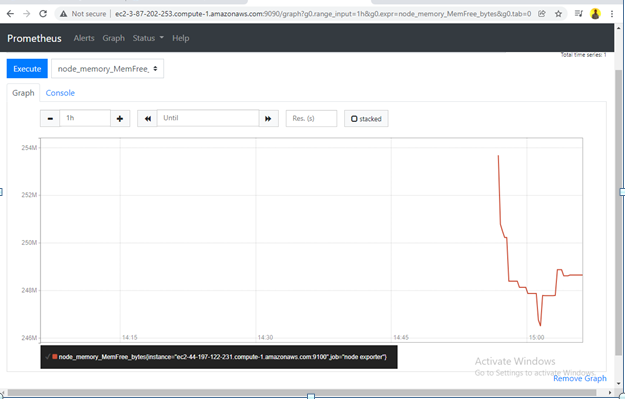 Not secure | ec2-3-87-202-253.compute-1.amazonaws.com:9090/graph?g0.range_input=1h&g0.expr=node_memory_MemFree_bytes&g0.tab=0
Prometheus Alerts Graph Status Help
Total time series: 1
Execute node_memory_MemFree_
Graph Console
1h Until Res. (s) stacked
254M
252M
250M
248M
246M
14:15 14:30 14:45 15:00
node_memory_MemFree_bytes{instance="ec2-44-197-122-231.compute-1.amazonaws.com:9100",job="node exporter"}
Activate Windows
Go to Settings to activate Windows.
Remove Graph